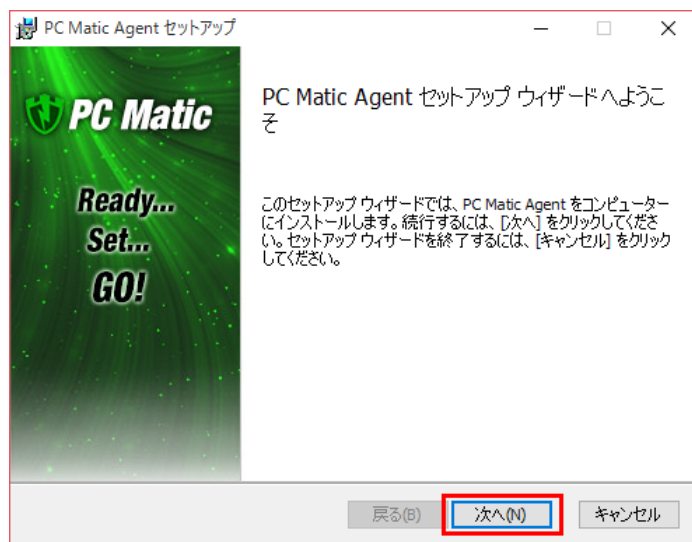 PC Matic Agent セットアップ
PC Matic
Ready...
Set...
GO!
PC Matic Agent セットアップ ウィザードへようこ
そ
このセットアップ ウィザードでは、PC Matic Agent をコンピューター
にインストールします。続行するには、[次へ] をクリックしてくださ
い。セットアップ ウィザードを終了するには、[キャンセル] をクリック
してください。
戻る(B)
次へ(N)
キャンセル